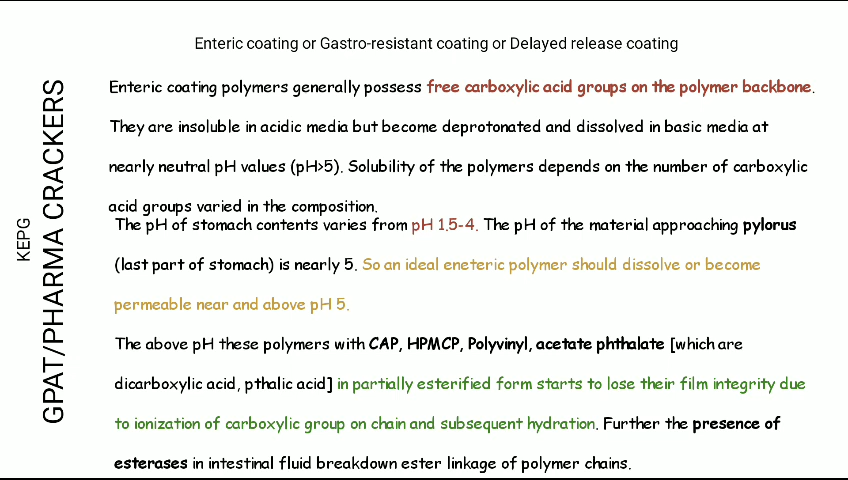 Enteric coating or Gastro-resistant coating or Delayed release coating
KEPG
GPAT/PHARMA CRACKERS
Enteric coating polymers generally possess free carboxylic acid groups on the polymer backbone.
They are insoluble in acidic media but become deprotonated and dissolved in basic media at
nearly neutral pH values (pH>5). Solubility of the polymers depends on the number of carboxylic
acid groups varied in the composition.
The pH of stomach contents varies from pH 1.5-4. The pH of the material approaching pylorus
(last part of stomach) is nearly 5. So an ideal eneteric polymer should dissolve or become
permeable near and above pH 5.
The above pH these polymers with CAP, HPMCP, Polyvinyl, acetate phthalate [which are
dicarboxylic acid, pthalic acid] in partially esterified form starts to lose their film integrity due
to ionization of carboxylic group on chain and subsequent hydration. Further the presence of
esterases in intestinal fluid breakdown ester linkage of polymer chains.